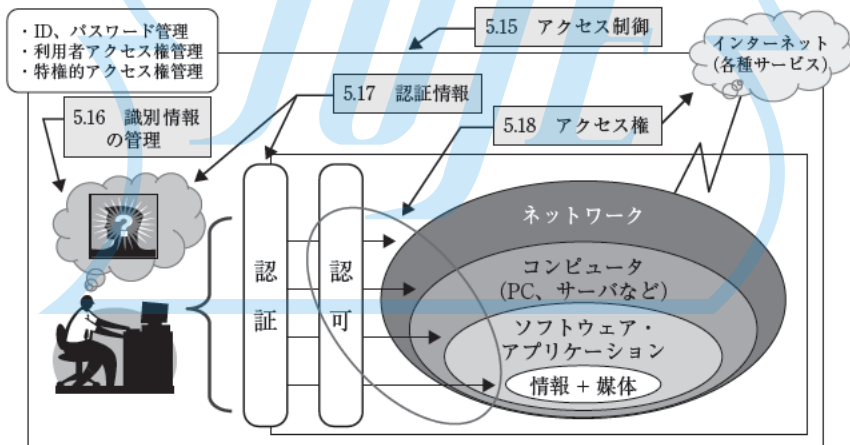 ・ID、パスワード管理
・利用者アクセス権管理
・特権的アクセス権管理
5.15 アクセス制御
インターネット
(各種サービス)
5.17 認証情報
5.16 識別情報
の管理
5.18 アクセス権
?
認証
認可
ネットワーク
コンピュータ
(PC、サーバなど)
ソフトウェア・
アプリケーション
情報 + 媒体